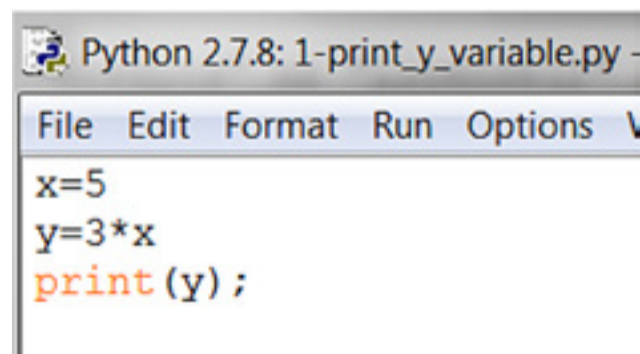 Python 2.7.8: 1-print_y_variable.py -
File Edit Format Run Options
x=5
y=3*x
print(y);